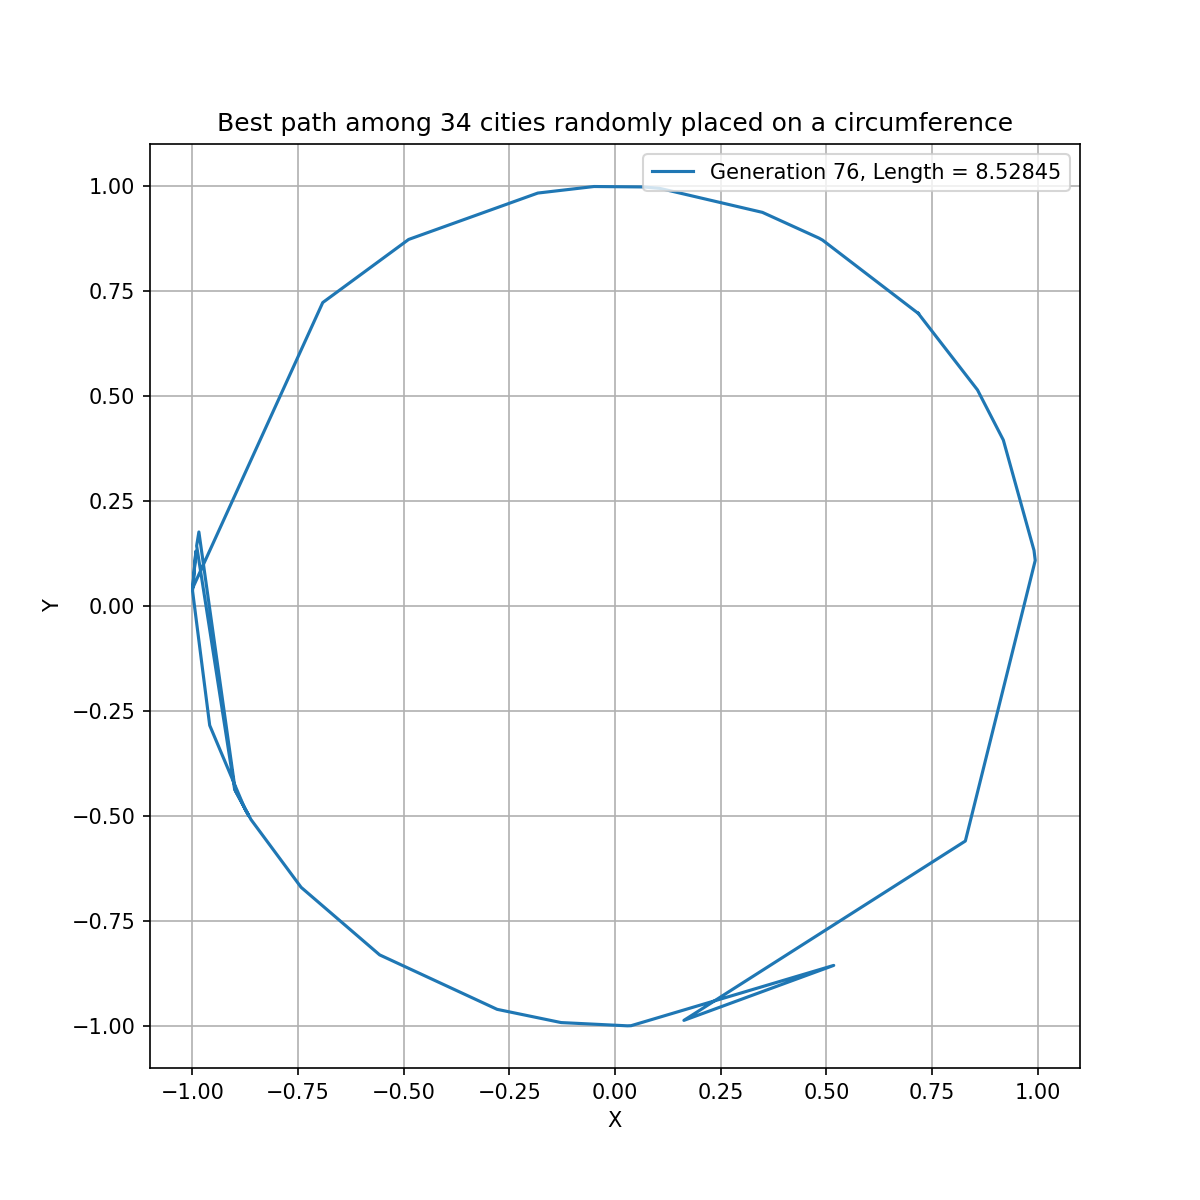 Best path among 34 cities randomly placed on a circumference
Generation 76, Length = 8.52845
1.00
0.75
0.50
0.25
0.00
−0.25
−0.50
−0.75
−1.00
Y
−1.00 −0.75 −0.50 −0.25 0.00 0.25 0.50 0.75 1.00
X